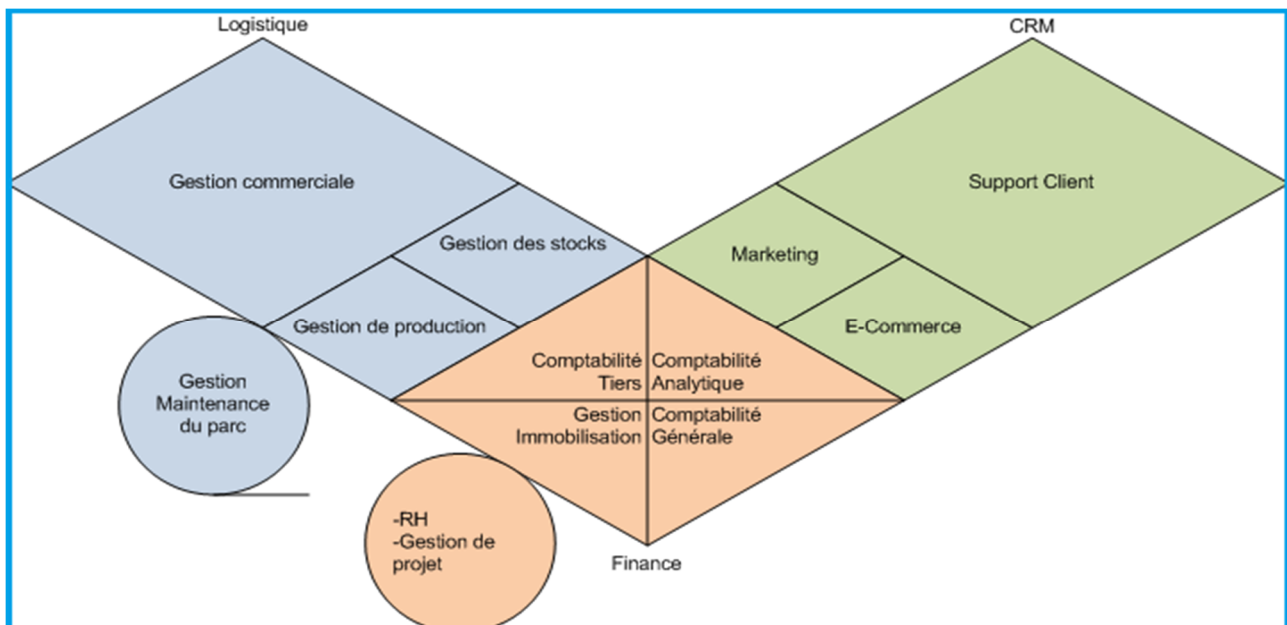 Logistique
CRM
Gestion commerciale
Support Client
Gestion des stocks
Marketing
Gestion de production
E-Commerce
Comptabilité
Tiers
Comptabilité
Analytique
Gestion
Maintenance
du parc
Gestion
Immobilisation
Comptabilité
Générale
-RH
-Gestion de
projet
Finance